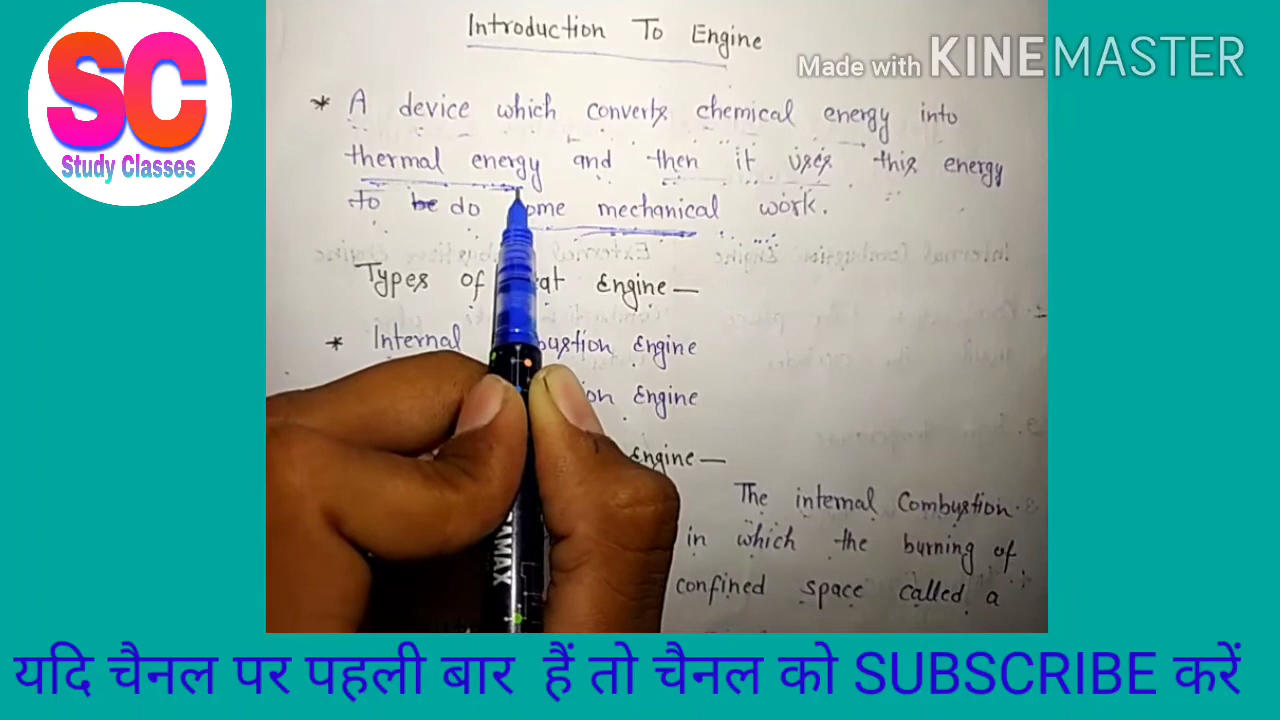 SC
Study Classes
Made with KINEMASTER
Introduction To Engine
* A device which converts chemical energy into
thermal energy and then it uses this energy
to be do some mechanical work.
Types of Engine —
* Internal Engine
Engine
Engine —
The internal Combustion
in which the burning of
confined space called a
यदि चैनल पर पहली बार हैं तो चैनल को SUBSCRIBE करें